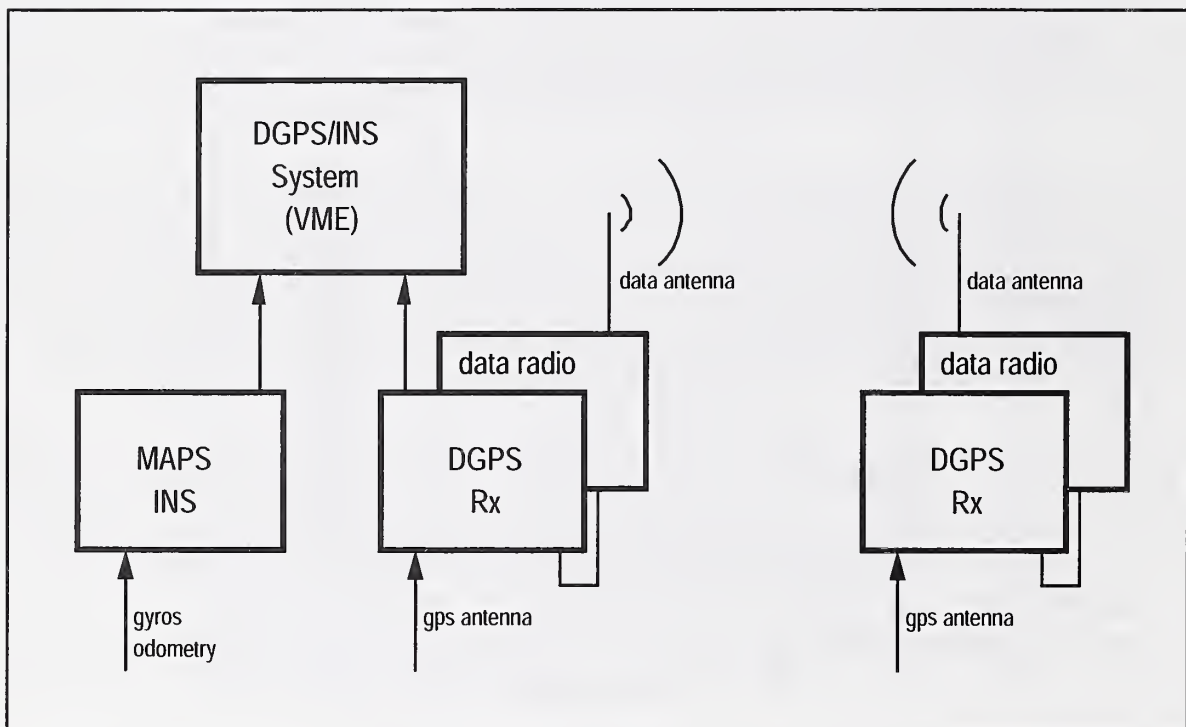 DGPS/INS
System
(VME)
data antenna
data antenna
data radio
data radio
MAPS
INS
DGPS
Rx
DGPS
Rx
gyros
odometry
gps antenna
gps antenna